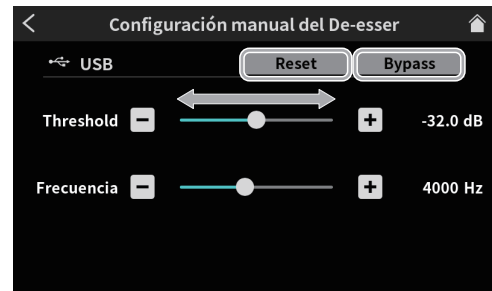 Configuración manual del De-esser
USB Reset Bypass
Threshold - + -32.0 dB
Frecuencia - + 4000 Hz